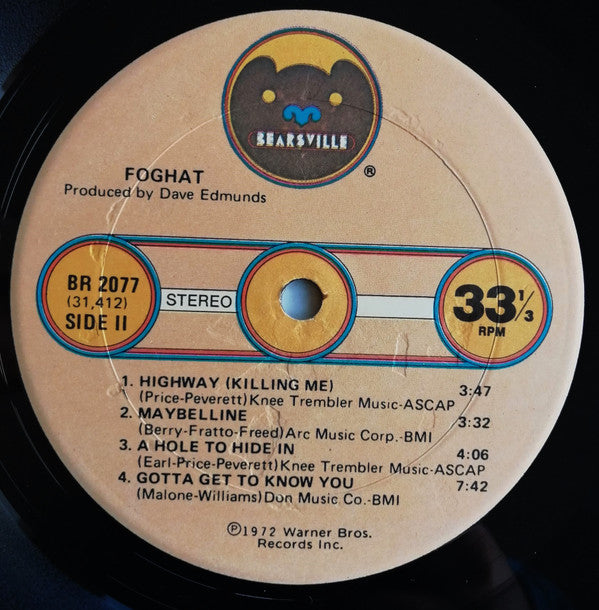 BEARSVILLE
®
FOGHAT
Produced by Dave Edmunds
BR 2077
(31,412)
SIDE II
STEREO
33 1/3
RPM
1. HIGHWAY (KILLING ME) 3:47
(Price-Peverett)Knee Trembler Music-ASCAP
2. MAYBELLINE 3:32
(Berry-Fratto-Freed)Arc Music Corp.-BMI
3. A HOLE TO HIDE IN 4:06
(Earl-Price-Peverett)Knee Trembler Music-ASCAP
4. GOTTA GET TO KNOW YOU 7:42
(Malone-Williams)Don Music Co.-BMI
℗1972 Warner Bros.
Records Inc.